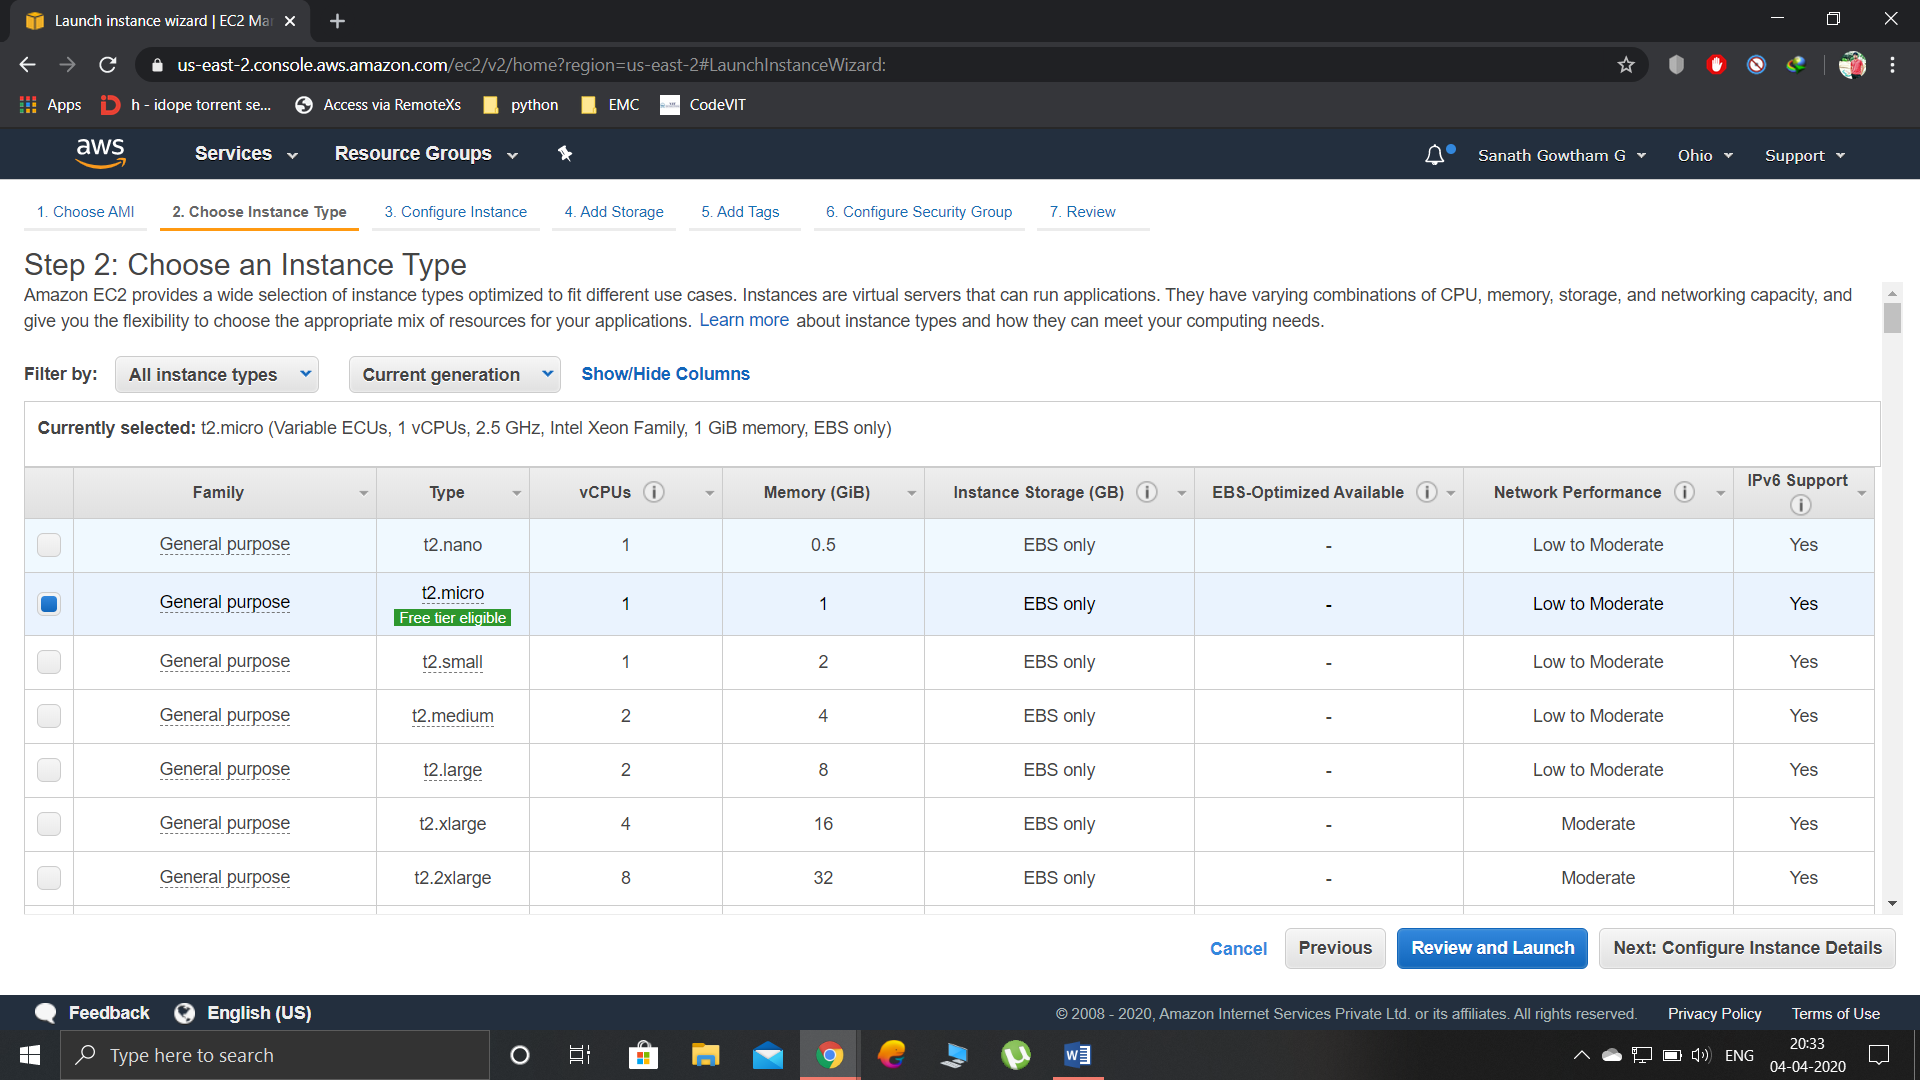 Launch instance wizard | EC2 Ma
us-east-2.console.aws.amazon.com/ec2/v2/home?region=us-east-2#LaunchInstanceWizard:
Apps h - idope torrent se... Access via RemoteXs python EMC CodeVIT
aws Services Resource Groups Sanath Gowtham G Ohio Support
1. Choose AMI 2. Choose Instance Type 3. Configure Instance 4. Add Storage 5. Add Tags 6. Configure Security Group 7. Review
Step 2: Choose an Instance Type
Amazon EC2 provides a wide selection of instance types optimized to fit different use cases. Instances are virtual servers that can run applications. They have varying combinations of CPU, memory, storage, and networking capacity, and
give you the flexibility to choose the appropriate mix of resources for your applications. Learn more about instance types and how they can meet your computing needs.
Filter by: All instance types Current generation Show/Hide Columns
Currently selected: t2.micro (Variable ECUs, 1 vCPUs, 2.5 GHz, Intel Xeon Family, 1 GiB memory, EBS only)
Family Type vCPUs i Memory (GiB) Instance Storage (GB) i EBS-Optimized Available i Network Performance i IPv6 Support i
General purpose t2.nano 1 0.5 EBS only - Low to Moderate Yes
General purpose t2.micro 1 1 EBS only - Low to Moderate Yes
Free tier eligible
General purpose t2.small 1 2 EBS only - Low to Moderate Yes
General purpose t2.medium 2 4 EBS only - Low to Moderate Yes
General purpose t2.large 2 8 EBS only - Low to Moderate Yes
General purpose t2.xlarge 4 16 EBS only - Moderate Yes
General purpose t2.2xlarge 8 32 EBS only - Moderate Yes
Cancel Previous Review and Launch Next: Configure Instance Details
Feedback English (US) © 2008 - 2020, Amazon Internet Services Private Ltd. or its affiliates. All rights reserved. Privacy Policy Terms of Use
Type here to search ENG 20:33
04-04-2020